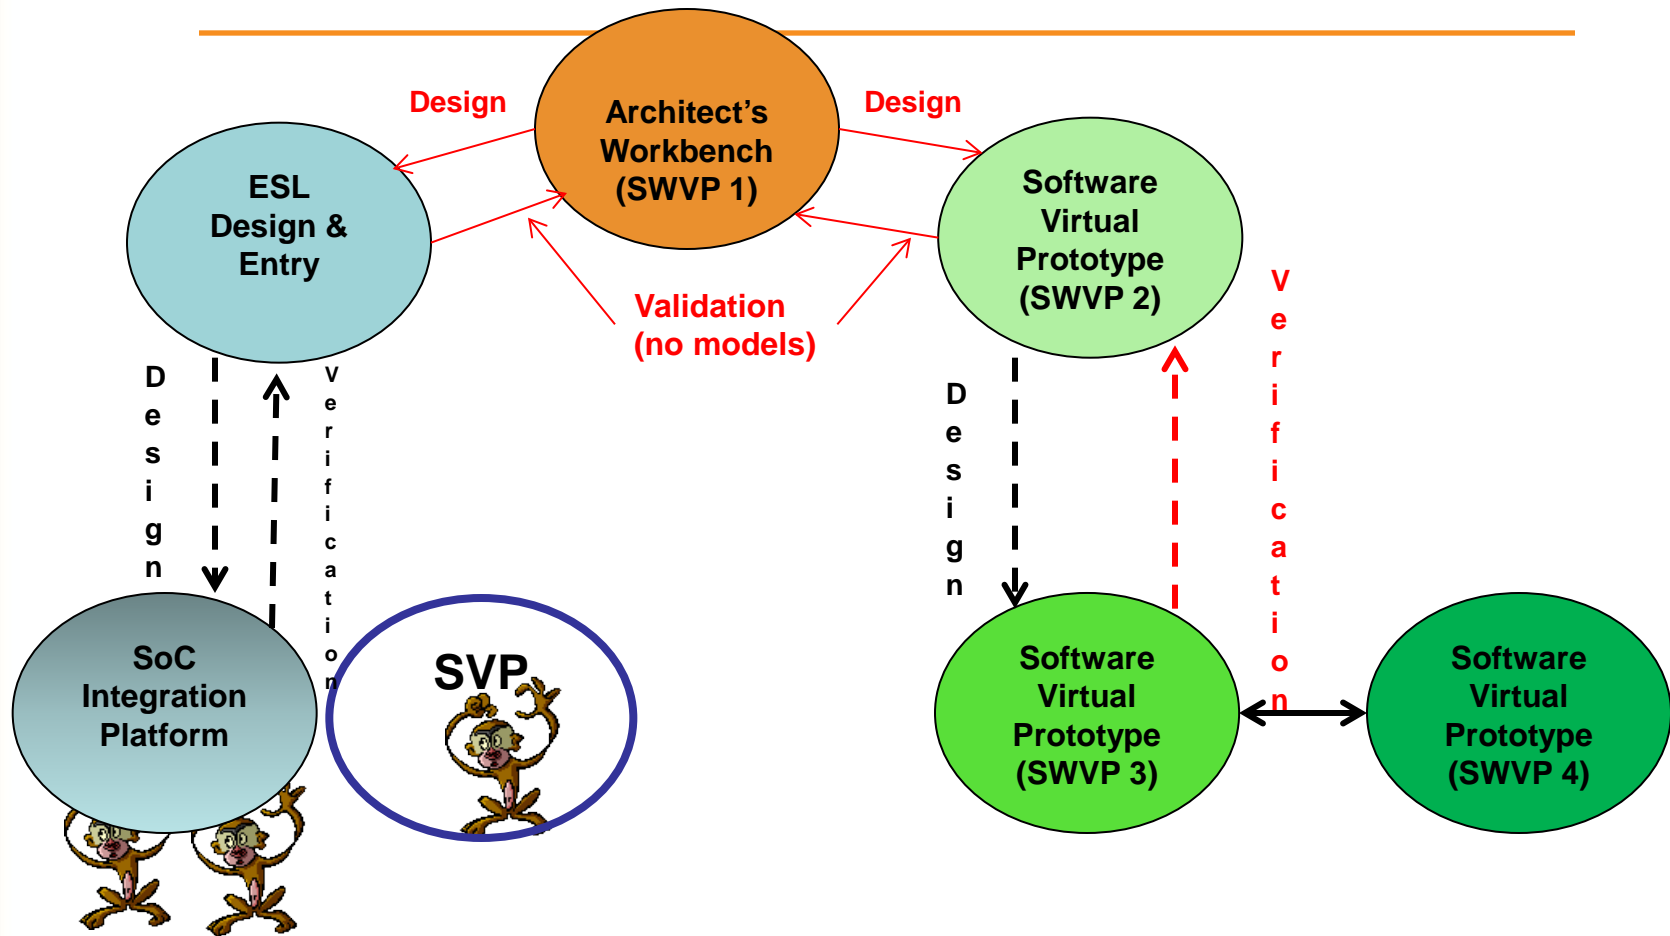 Design
Architect's
Workbench
(SWVP 1)
Design
ESL
Design &
Entry
Software
Virtual
Prototype
(SWVP 2)
Validation
(no models)
Design
Verification
Design
Verification
SoC
Integration
Platform
SVP
Software
Virtual
Prototype
(SWVP 3)
Software
Virtual
Prototype
(SWVP 4)